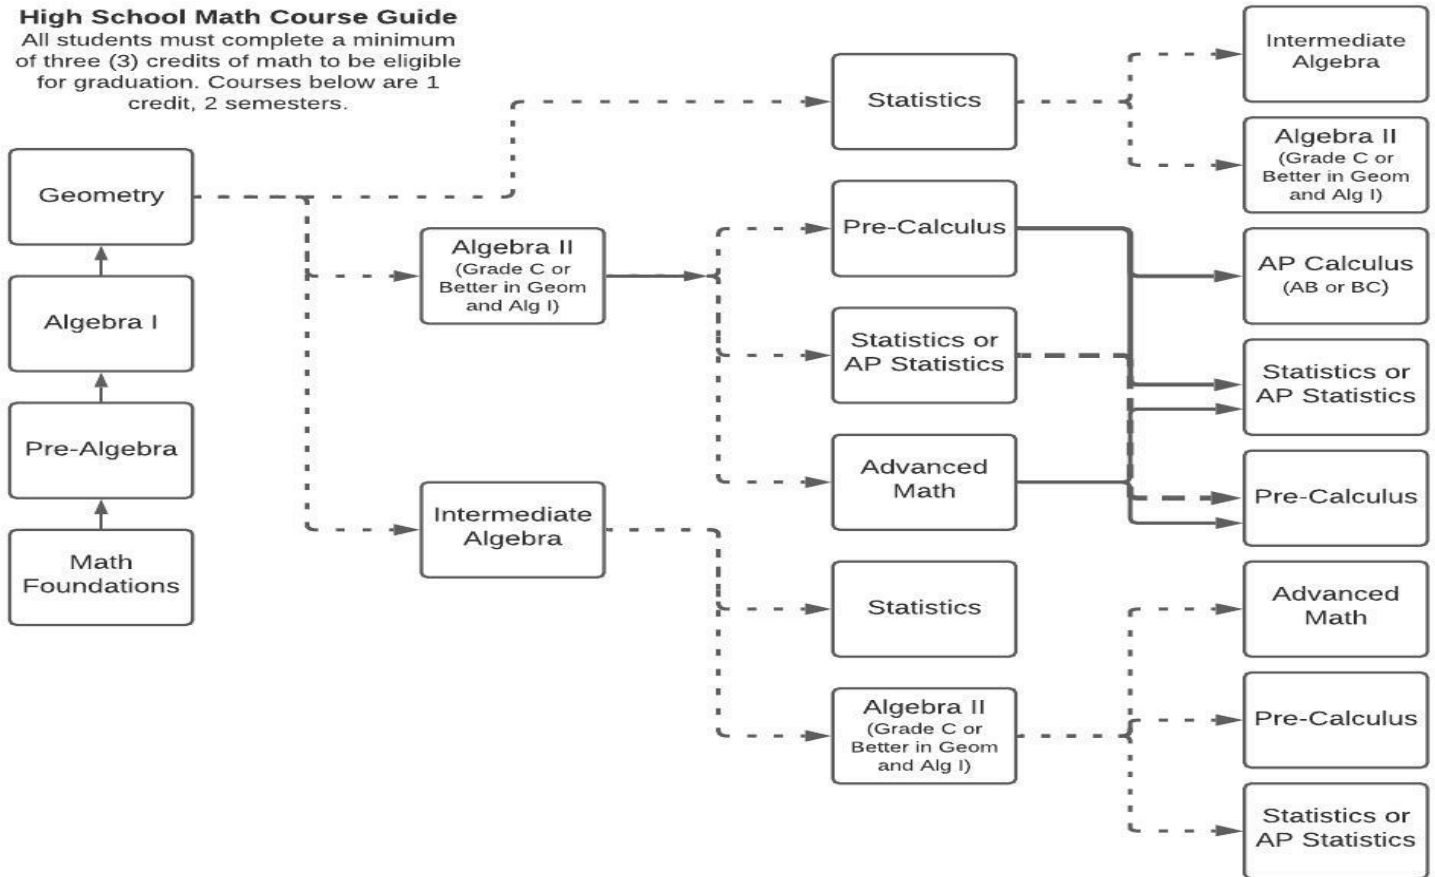 High School Math Course Guide
All students must complete a minimum
of three (3) credits of math to be eligible
for graduation. Courses below are 1
credit, 2 semesters.
Geometry
Algebra I
Pre-Algebra
Math
Foundations
Algebra II
(Grade C or
Better in Geom
and Alg I)
Intermediate
Algebra
Statistics
Pre-Calculus
Statistics or
AP Statistics
Advanced
Math
Statistics
Algebra II
(Grade C or
Better in Geom
and Alg I)
Intermediate
Algebra
Algebra II
(Grade C or
Better in Geom
and Alg I)
AP Calculus
(AB or BC)
Statistics or
AP Statistics
Pre-Calculus
Advanced
Math
Pre-Calculus
Statistics or
AP Statistics